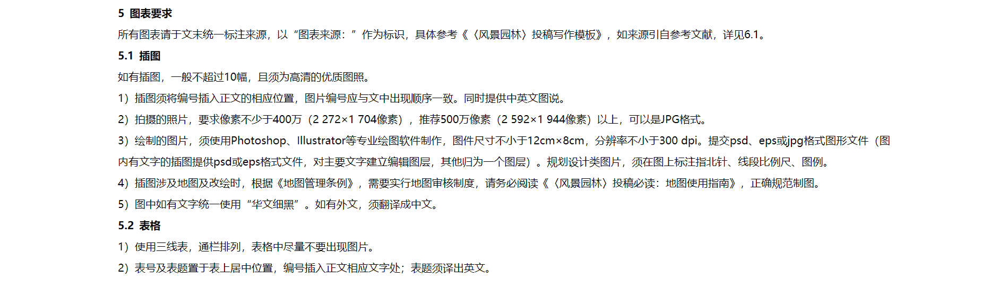 5 图表要求
所有图表请于文末统一标注来源，以“图表来源：”作为标识，具体参考《〈风景园林〉投稿写作模板》，如来源引自参考文献，详见6.1。
5.1 插图
如有插图，一般不超过10幅，且须为高清的优质图照。
1）插图须将编号插入正文的相应位置，图片编号应与文中出现顺序一致。同时提供中英文图说。
2）拍摄的照片，要求像素不少于400万（2 272×1 704像素），推荐500万像素（2 592×1 944像素）以上，可以是JPG格式。
3）绘制的图片，须使用Photoshop、Illustrator等专业绘图软件制作，图件尺寸不小于12cm×8cm，分辨率不小于300 dpi。提交psd、eps或jpg格式图形文件（图
内有文字的插图提供psd或eps格式文件，对主要文字建立编辑图层，其他归为一个图层）。规划设计类图片，须在图上标注指北针、线段比例尺、图例。
4）插图涉及地图及改绘时，根据《地图管理条例》，需要实行地图审核制度，请务必阅读《〈风景园林〉投稿必读：地图使用指南》，正确规范制图。
5）图中如有文字统一使用“华文细黑”。如有外文，须翻译成中文。
5.2 表格
1）使用三线表，通栏排列，表格中尽量不要出现图片。
2）表号及表题置于表上居中位置，编号插入正文相应文字处；表题须译出英文。